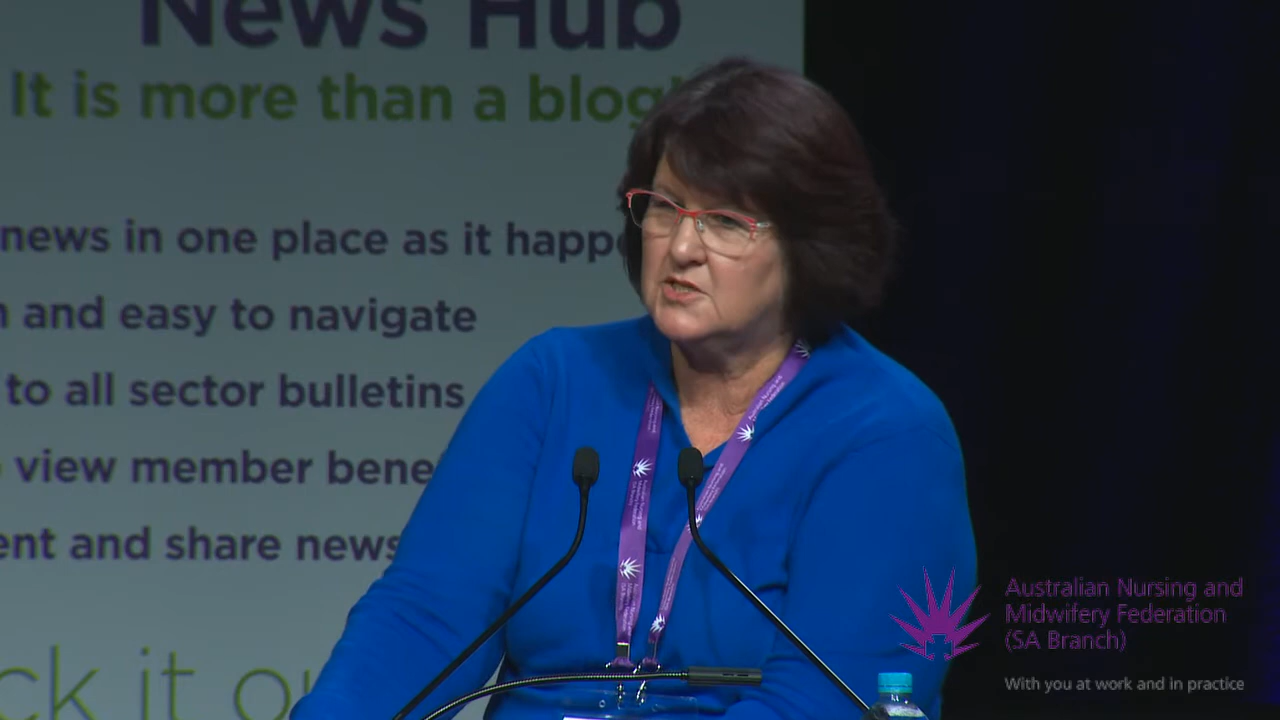 News Hub
It is more than a blog
news in one place as it happe
and easy to navigate
to all sector bulletins
view member bene
ent and share news
ck it ou
Australian Nursing and
Midwifery Federation
(SA Branch)
With you at work and in practice